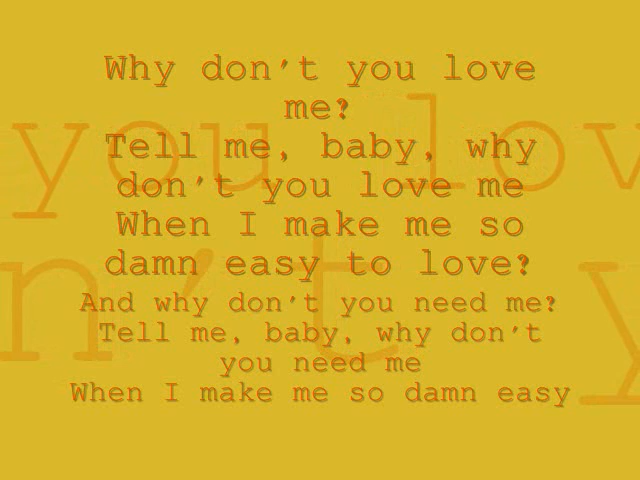 Why don't you love
me?
Tell me, baby, why
don't you love me
When I make me so
damn easy to love?
And why don't you need me?
Tell me, baby, why don't
you need me
When I make me so damn easy
you lov
n't y